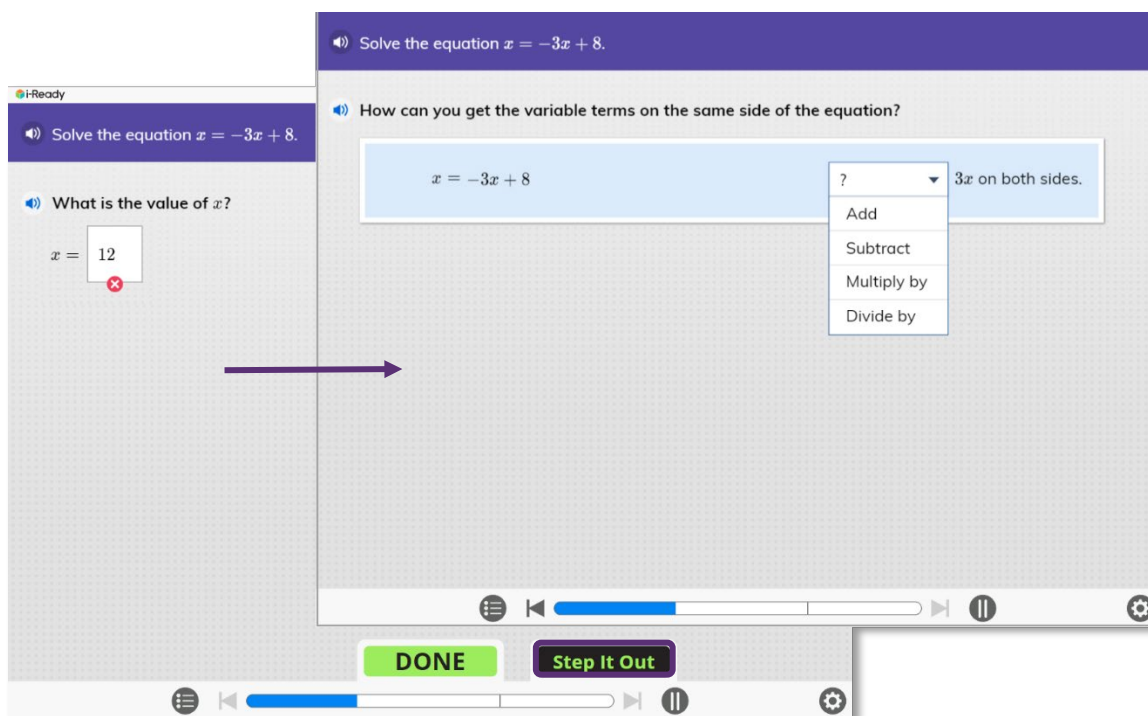 i-Ready
Solve the equation x = −3x + 8.
What is the value of x?
x = 12
Solve the equation x = −3x + 8.
How can you get the variable terms on the same side of the equation?
x = −3x + 8
? 3x on both sides.
Add
Subtract
Multiply by
Divide by
DONE Step It Out